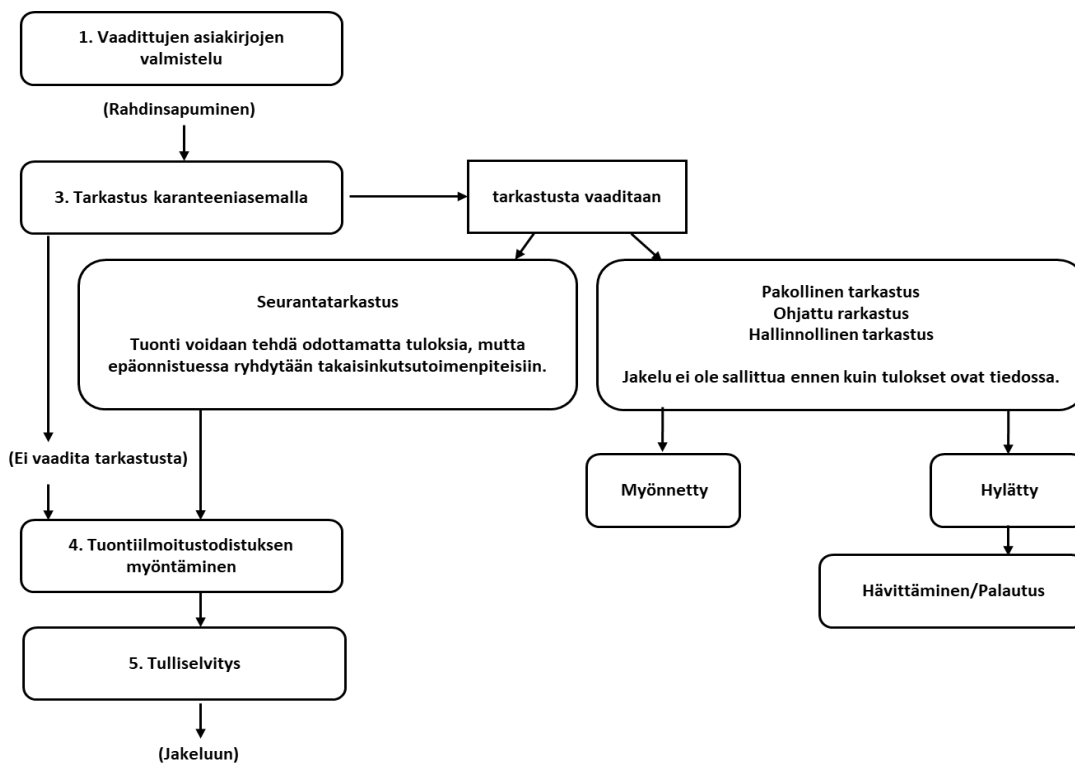 1. Vaadittujen asiakirjojen
valmistelu
(Rahdinsapuminen)
3. Tarkastus karanteeniasemalla
tarkastusta vaaditaan
Seurantatarkastus
Tuonti voidaan tehdä odottamatta tuloksia, mutta
epäonnistuessa ryhdytään takaisinkutsutoimenpiteisiin.
Pakollinen tarkastus
Ohjattu rarkastus
Hallinnollinen tarkastus
Jakelu ei ole sallittua ennen kuin tulokset ovat tiedossa.
(Ei vaadita tarkastusta)
Myönnetty
Hylätty
4. Tuontiilmoitustodistuksen
myöntäminen
Hävittäminen/Palautus
5. Tulliselvitys
(Jakeluun)